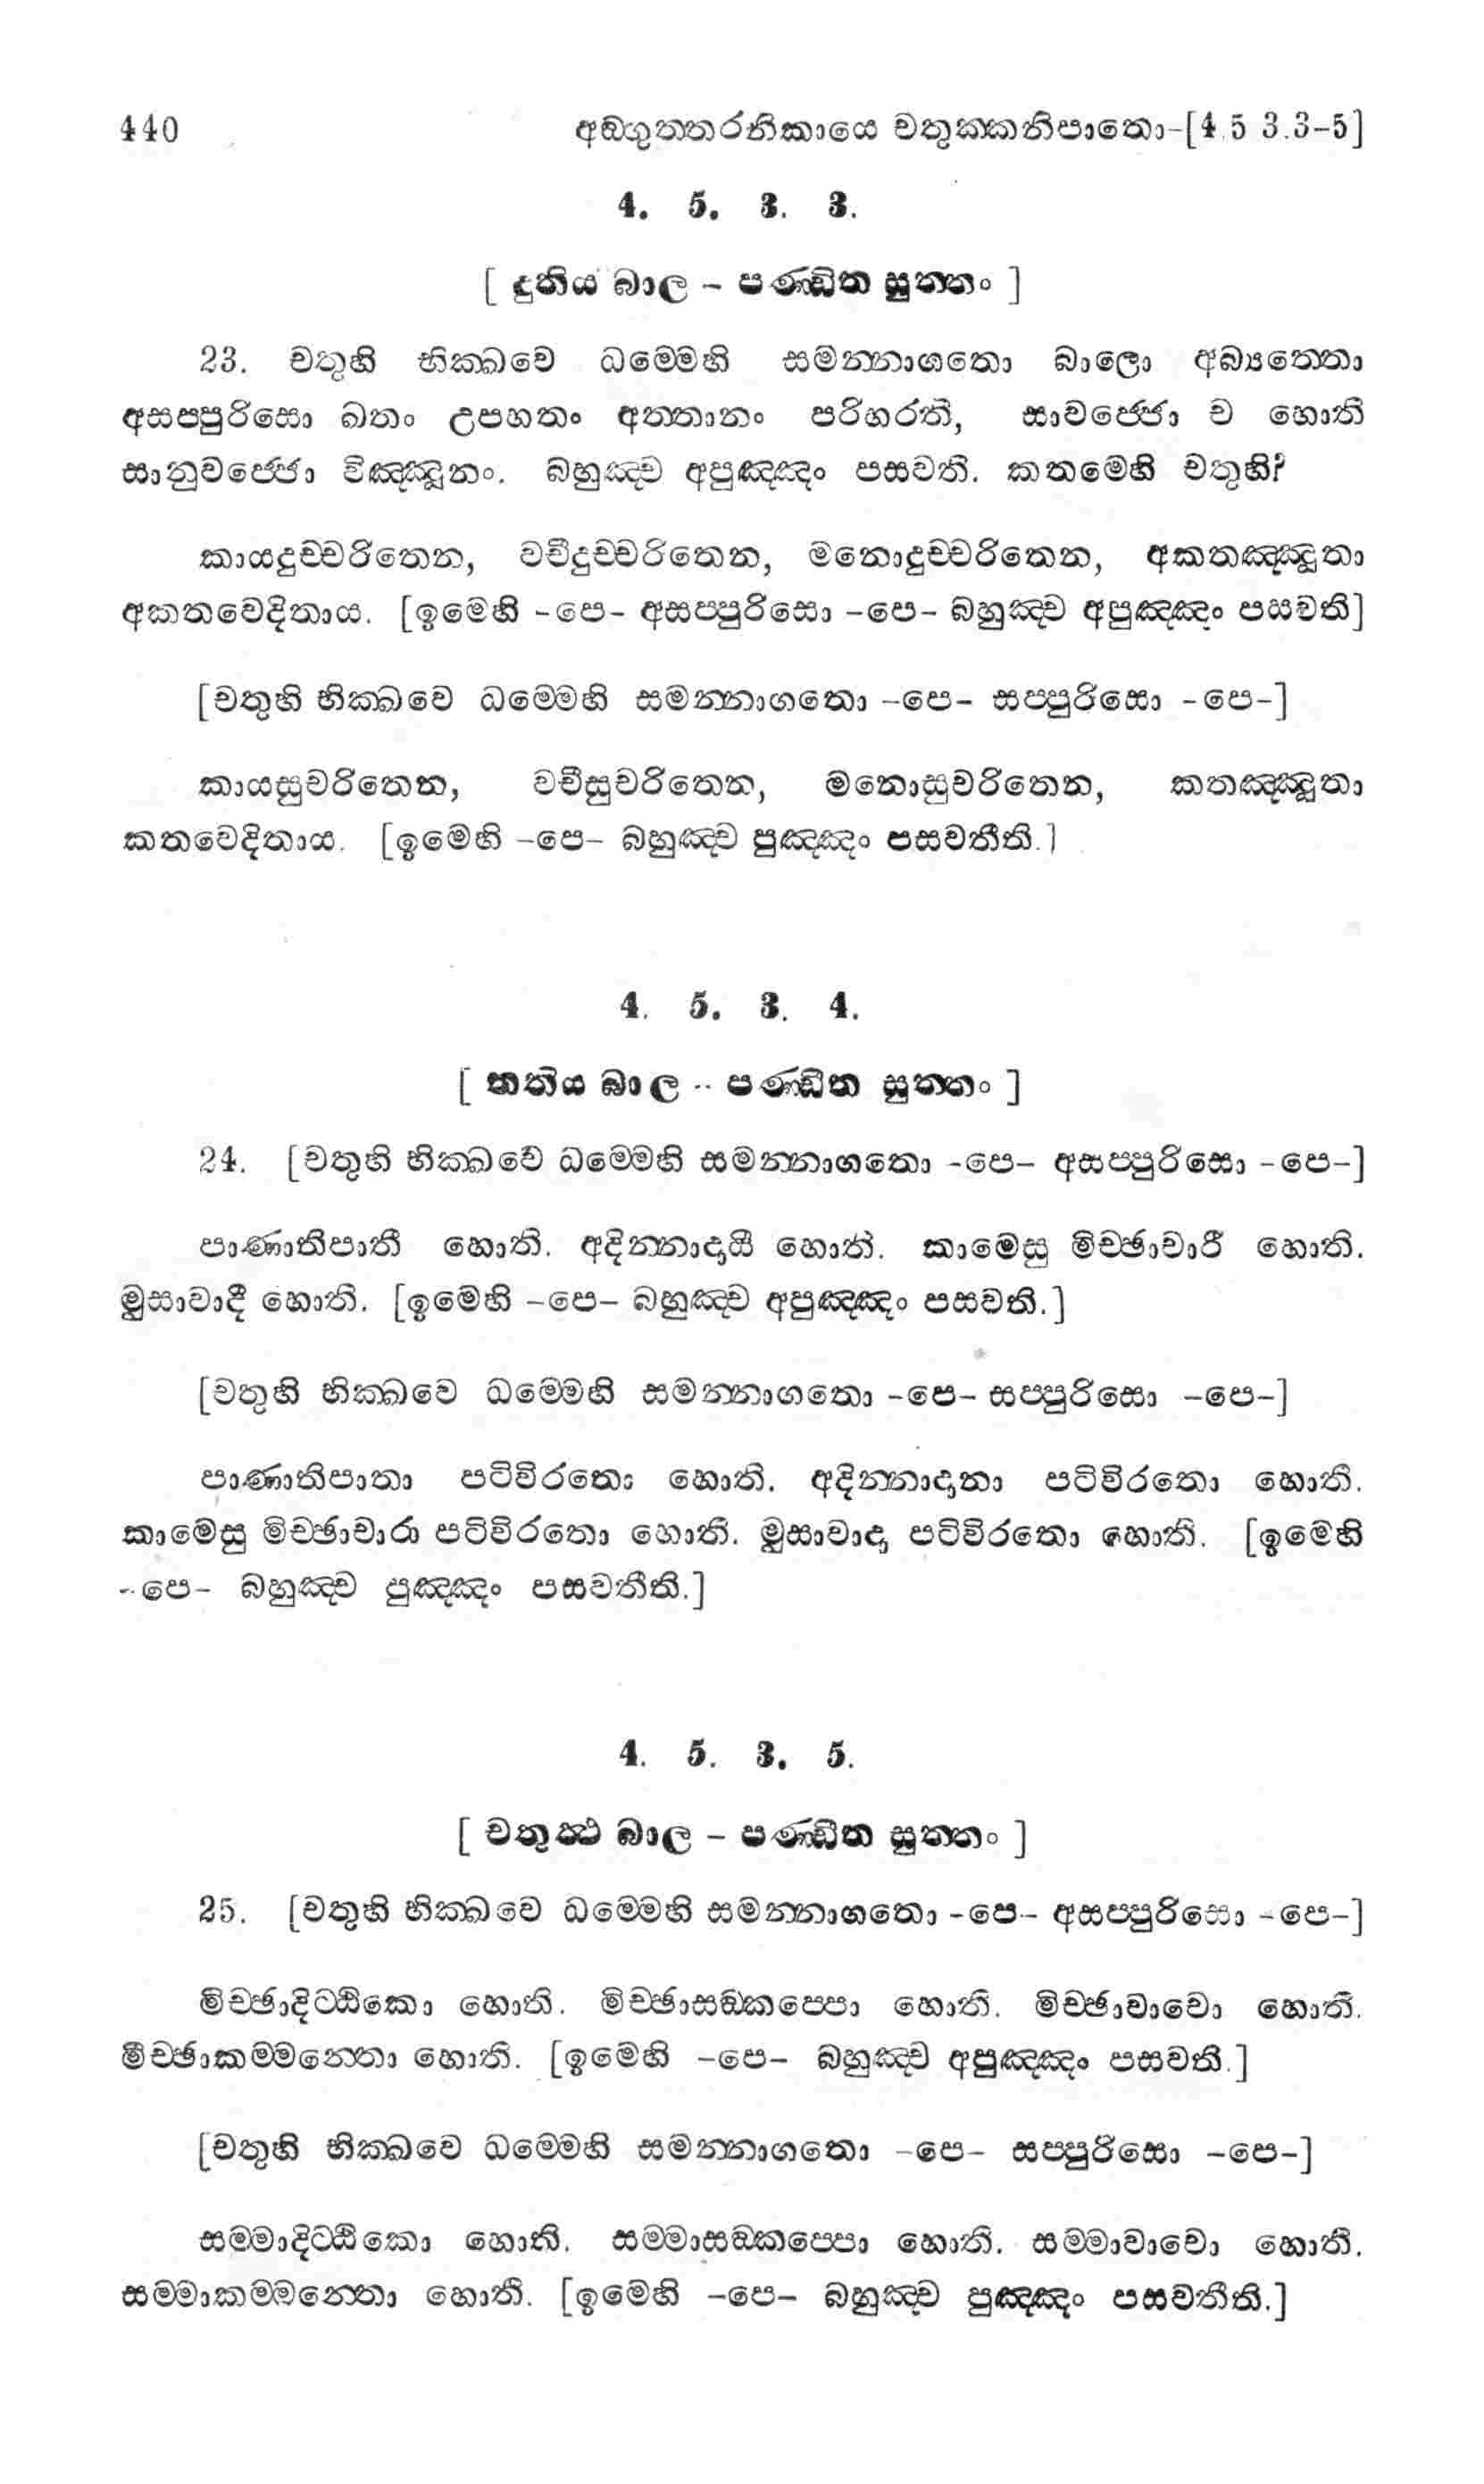 440 අඞ්ගුත්තරනිකායෙ චතුක්කනිපාතො-[4.5 3.3-5]
4. 5. 3. 3.
[ දුතිය බාල - පණ්ඩිත සුත්තං ]
23. චතුහි භික්ඛවෙ ධම්මෙහි සමන්නාගතො බාලො අබ්‍යත්තො
අසප්පුරිසො ඛතං උපහතං අත්තානං පරිහරති, සාවජ්ජො ච හොති
සානුවජ්ජො විඤ්ඤූනං. බහුඤ්ච අපුඤ්ඤං පසවති. කතමෙහි චතුහි?
කායදුච්චරිතෙන, වචීදුච්චරිතෙන, මනොදුච්චරිතෙන, අකතඤ්ඤුතා
අකතවෙදිතාය. [ඉමෙහි -පෙ- අසප්පුරිසො -පෙ- බහුඤ්ච අපුඤ්ඤං පසවති]
[චතුහි භික්ඛවෙ ධම්මෙහි සමන්නාගතො -පෙ- සප්පුරිසො -පෙ-]
කායසුචරිතෙන, වචීසුචරිතෙන, මනොසුචරිතෙන, කතඤ්ඤුතා
කතවෙදිතාය. [ඉමෙහි -පෙ- බහුඤ්ච පුඤ්ඤං පසවතීති.]
4. 5. 3. 4.
[ තතිය බාල - පණ්ඩිත සුත්තං ]
24. [චතුහි භික්ඛවෙ ධම්මෙහි සමන්නාගතො -පෙ- අසප්පුරිසො -පෙ-]
පාණාතිපාතී හොති. අදින්නාදායී හොති. කාමෙසු මිච්ඡාචාරී හොති.
මුසාවාදී හොති. [ඉමෙහි -පෙ- බහුඤ්ච අපුඤ්ඤං පසවති.]
[චතුහි භික්ඛවෙ ධම්මෙහි සමන්නාගතො -පෙ- සප්පුරිසො -පෙ-]
පාණාතිපාතා පටිවිරතො හොති. අදින්නාදානා පටිවිරතො හොති.
කාමෙසු මිච්ඡාචාරා පටිවිරතො හොති. මුසාවාදා පටිවිරතො හොති. [ඉමෙහි
-පෙ- බහුඤ්ච පුඤ්ඤං පසවතීති.]
4. 5. 3. 5.
[ චතුත්ථ බාල - පණ්ඩිත සුත්තං ]
25. [චතුහි භික්ඛවෙ ධම්මෙහි සමන්නාගතො -පෙ- අසප්පුරිසො -පෙ-]
මිච්ඡාදිට්ඨිකො හොති. මිච්ඡාසඞ්කප්පො හොති. මිච්ඡාවාචො හොති.
මිච්ඡාකම්මන්තො හොති. [ඉමෙහි -පෙ- බහුඤ්ච අපුඤ්ඤං පසවති.]
[චතුහි භික්ඛවෙ ධම්මෙහි සමන්නාගතො -පෙ- සප්පුරිසො -පෙ-]
සම්මාදිට්ඨිකො හොති. සම්මාසඞ්කප්පො හොති. සම්මාවාචො හොති.
සම්මාකම්මන්තො හොති. [ඉමෙහි -පෙ- බහුඤ්ච පුඤ්ඤං පසවතීති.]